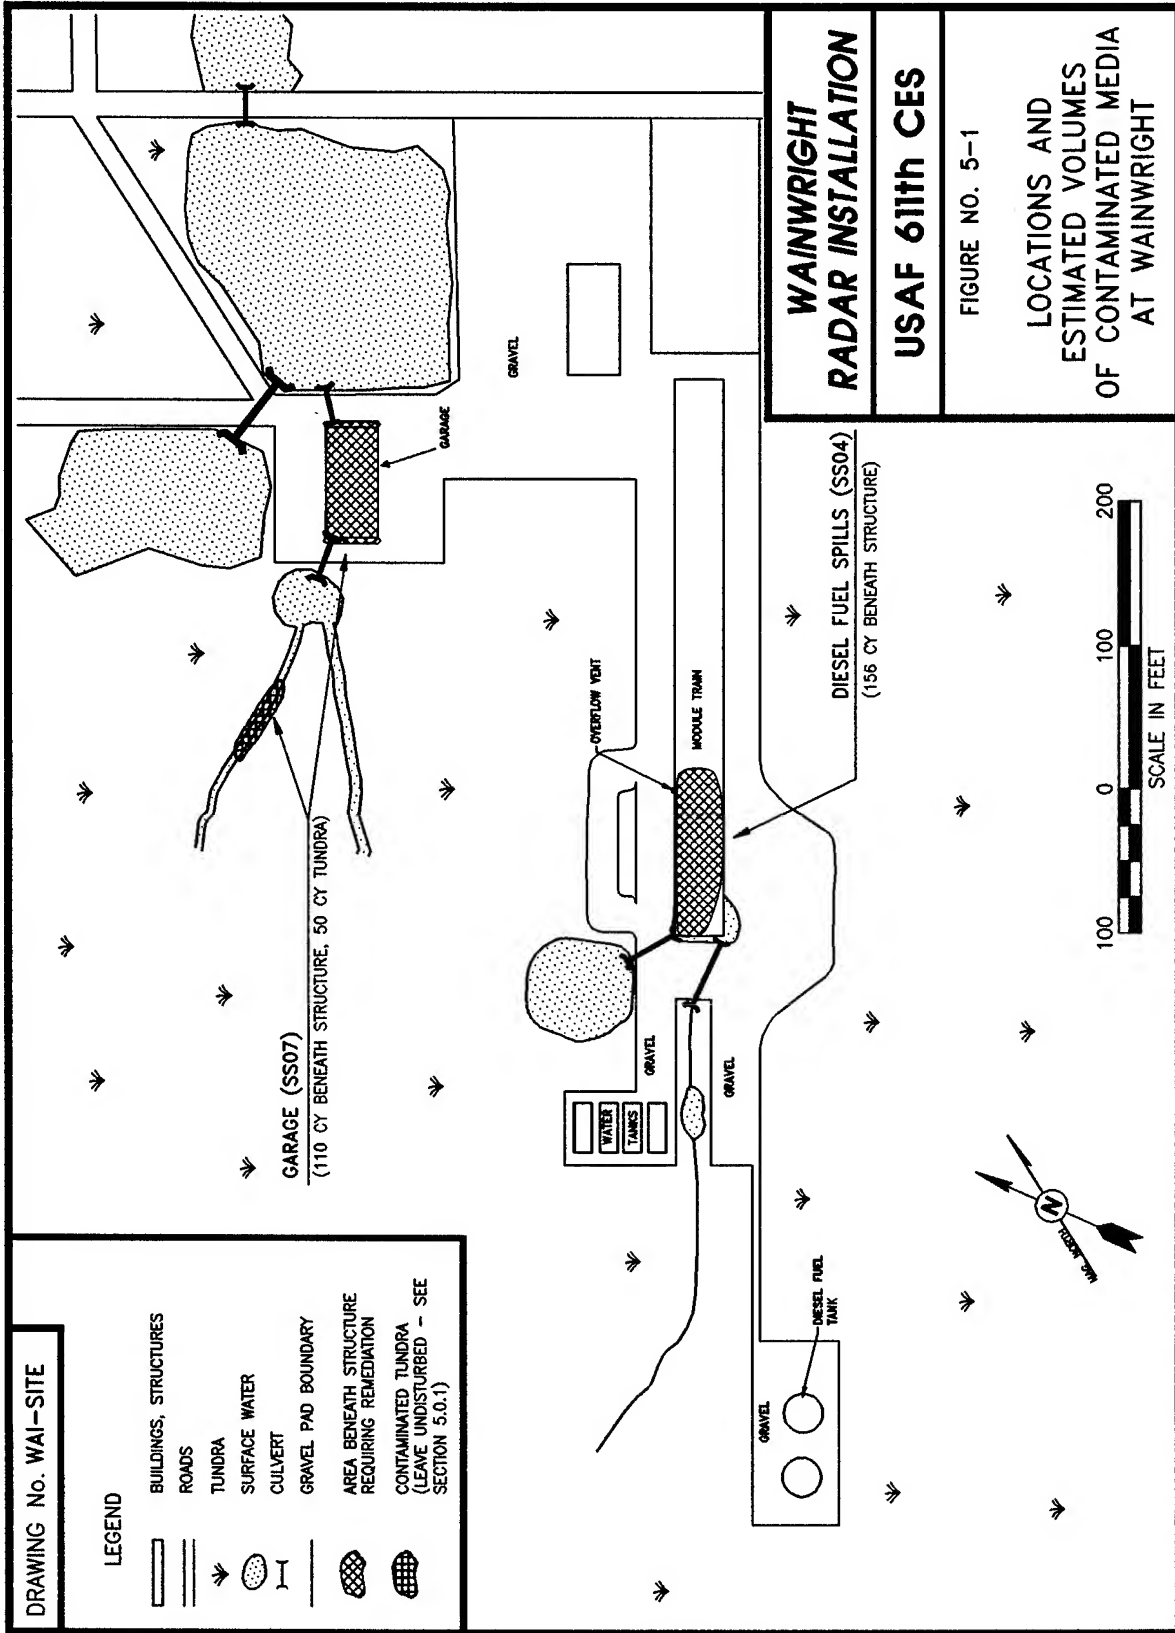 DRAWING No. WAI-SITE
LEGEND
BUILDINGS, STRUCTURES
ROADS
TUNDRA
SURFACE WATER
CULVERT
GRAVEL PAD BOUNDARY
AREA BENEATH STRUCTURE
REQUIRING REMEDIATION
CONTAMINATED TUNDRA
(LEAVE UNDISTURBED - SEE
SECTION 5.0.1)
GARAGE (SS07)
(110 CY BENEATH STRUCTURE, 50 CY TUNDRA)
GARAGE
GRAVEL
OVERFLOW VENT
MODULE TRAIN
GRAVEL
WATER
TANKS
GRAVEL
DIESEL FUEL SPILLS (SS04)
(156 CY BENEATH STRUCTURE)
GRAVEL
DIESEL FUEL
TANK
N
MAG NORTH
100 0 100 200
SCALE IN FEET
WAINWRIGHT
RADAR INSTALLATION
USAF 611th CES
FIGURE NO. 5-1
LOCATIONS AND
ESTIMATED VOLUMES
OF CONTAMINATED MEDIA
AT WAINWRIGHT